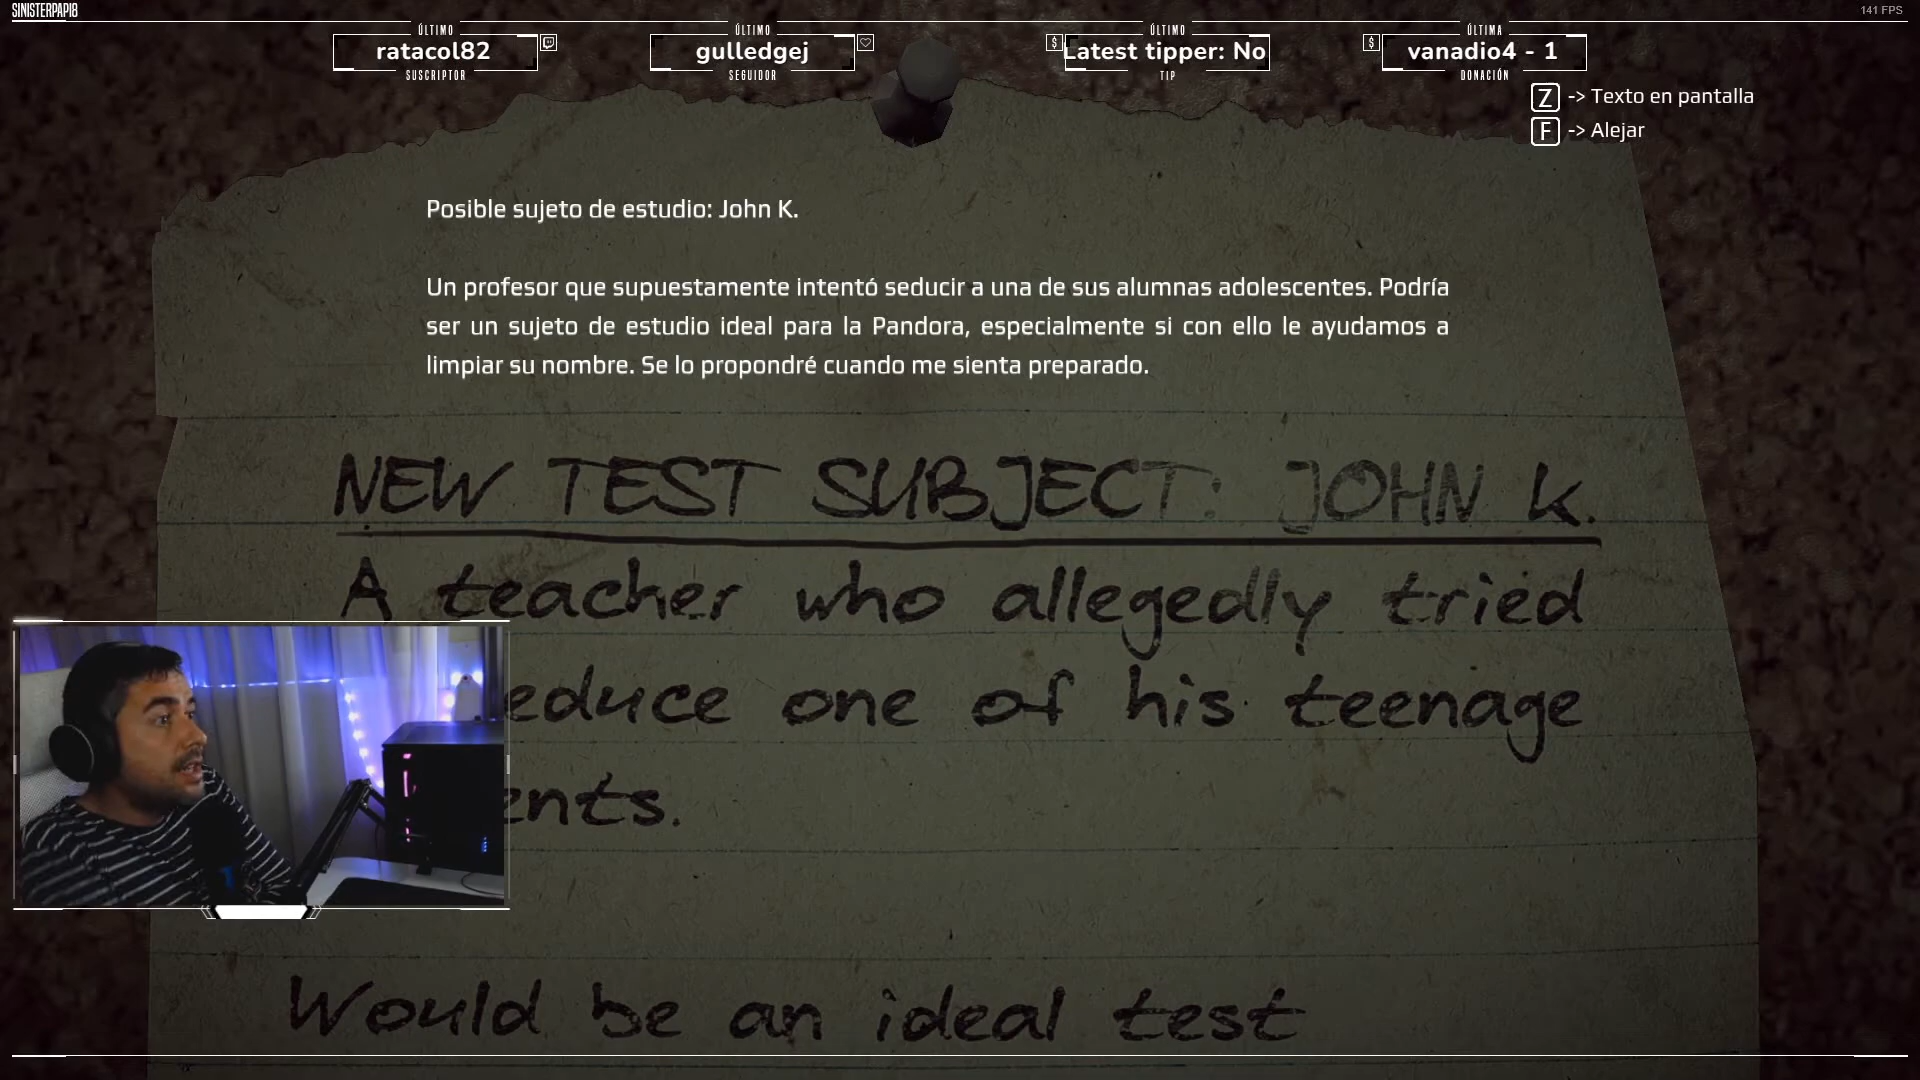 SINISTERPAPI8
141 FPS
ÚLTIMO
ratacol82
SUSCRIPTOR
ÚLTIMO
gulledgej
SEGUIDOR
ÚLTIMO
$ Latest tipper: No
TIP
ÚLTIMA
$ vanadio4 - 1
DONACIÓN
Z -> Texto en pantalla
F -> Alejar
Posible sujeto de estudio: John K.
Un profesor que supuestamente intentó seducir a una de sus alumnas adolescentes. Podría
ser un sujeto de estudio ideal para la Pandora, especialmente si con ello le ayudamos a
limpiar su nombre. Se lo propondré cuando me sienta preparado.
NEW TEST SUBJECT: JOHN K.
A teacher who allegedly tried
educe one of his teenage
ents.
Would be an ideal test